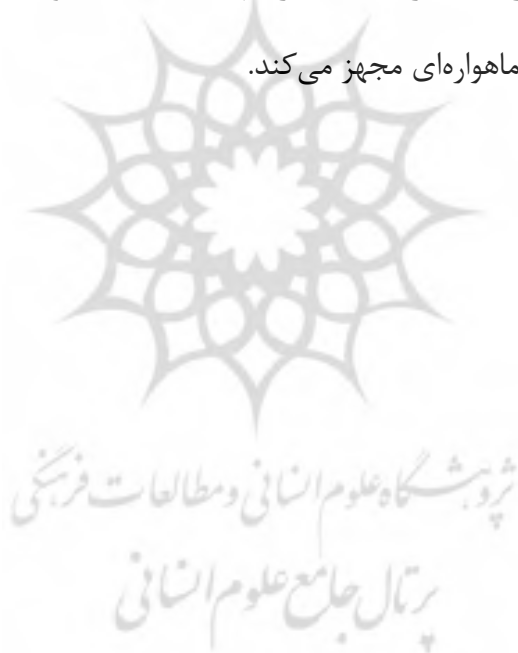 ماهواره‌ای مجهز می‌کند.
پژوهشگاه علوم انسانی و مطالعات فرهنگی
پرتال جامع علوم انسانی